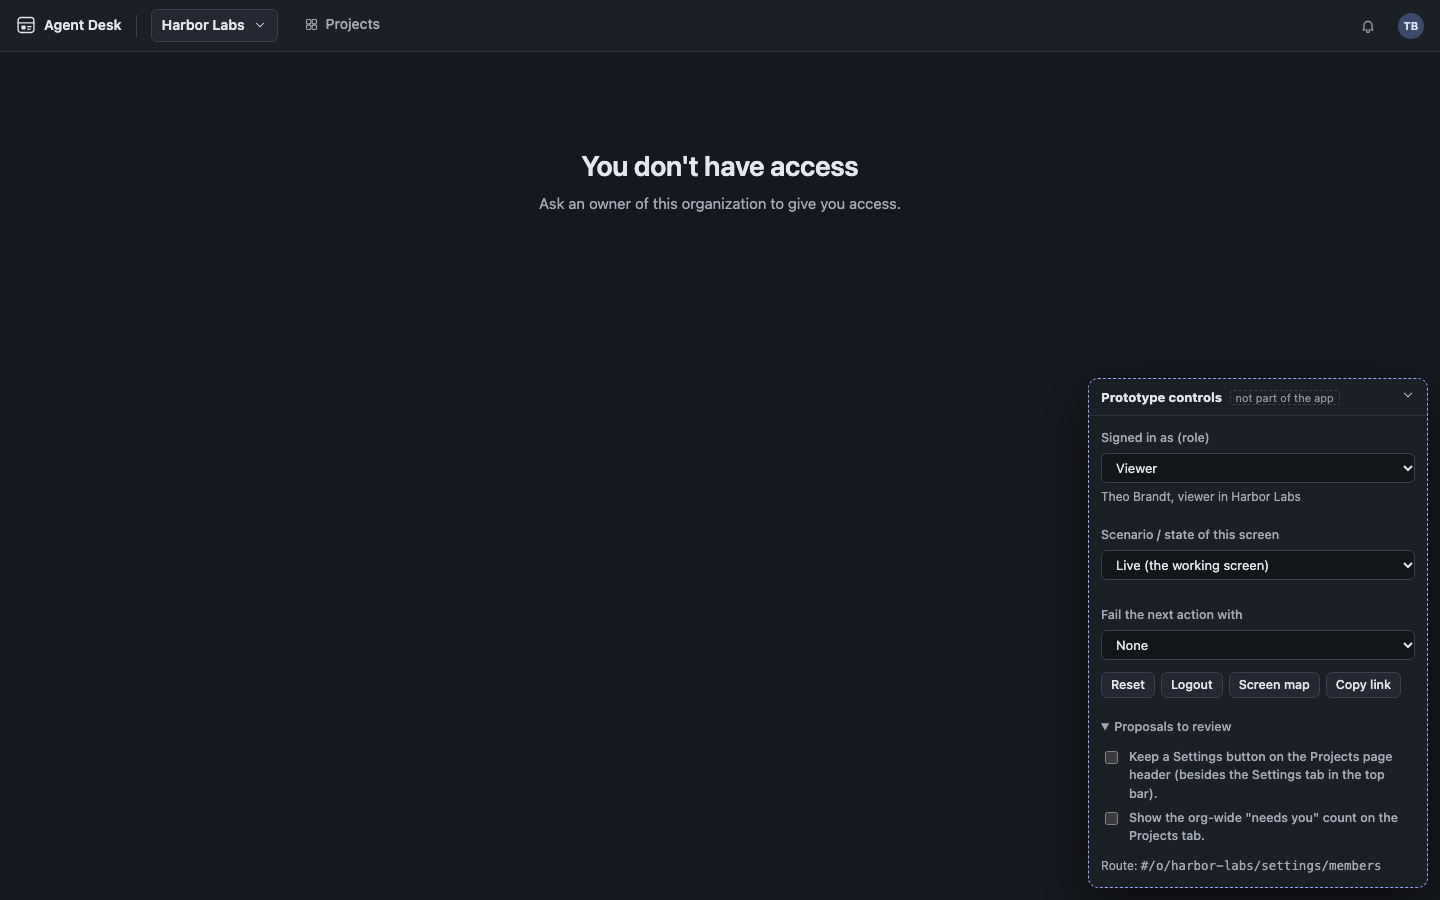 Agent Desk
Harbor Labs
Projects
TB
You don't have access
Ask an owner of this organization to give you access.
Prototype controls
not part of the app
Signed in as (role)
Viewer
Theo Brandt, viewer in Harbor Labs
Scenario / state of this screen
Live (the working screen)
Fail the next action with
None
Reset
Logout
Screen map
Copy link
Proposals to review
Keep a Settings button on the Projects page
header (besides the Settings tab in the top
bar).
Show the org-wide "needs you" count on the
Projects tab.
Route: #/o/harbor-labs/settings/members